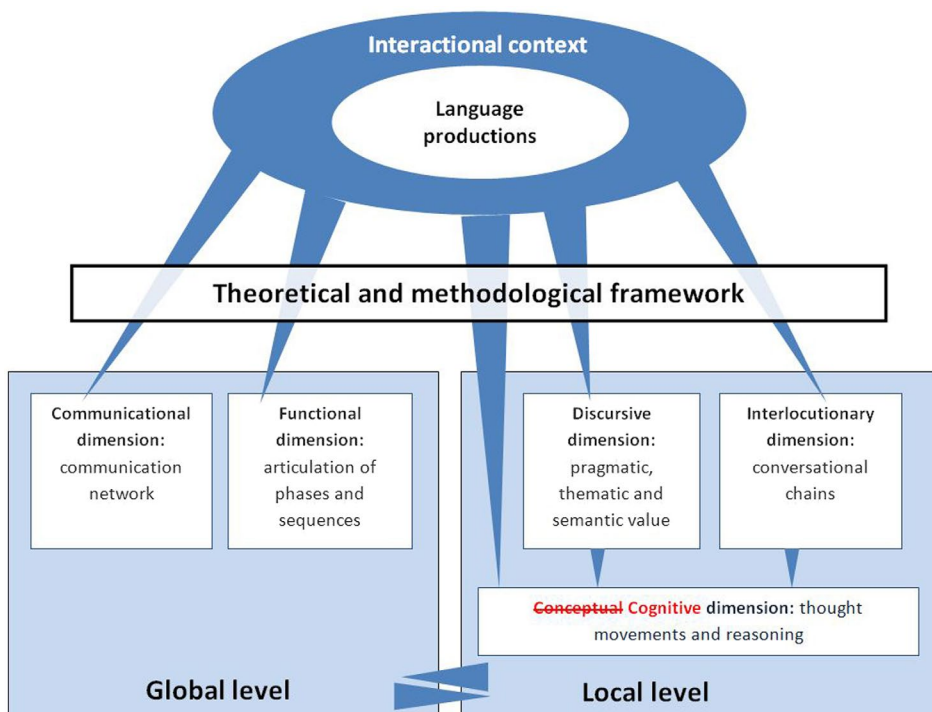 Interactional context
Language
productions
Theoretical and methodological framework
Communicational
dimension:
communication
network
Functional
dimension:
articulation of
phases and
sequences
Discursive
dimension:
pragmatic,
thematic and
semantic value
Interlocutionary
dimension:
conversational
chains
Conceptual Cognitive dimension: thought
movements and reasoning
Global level
Local level